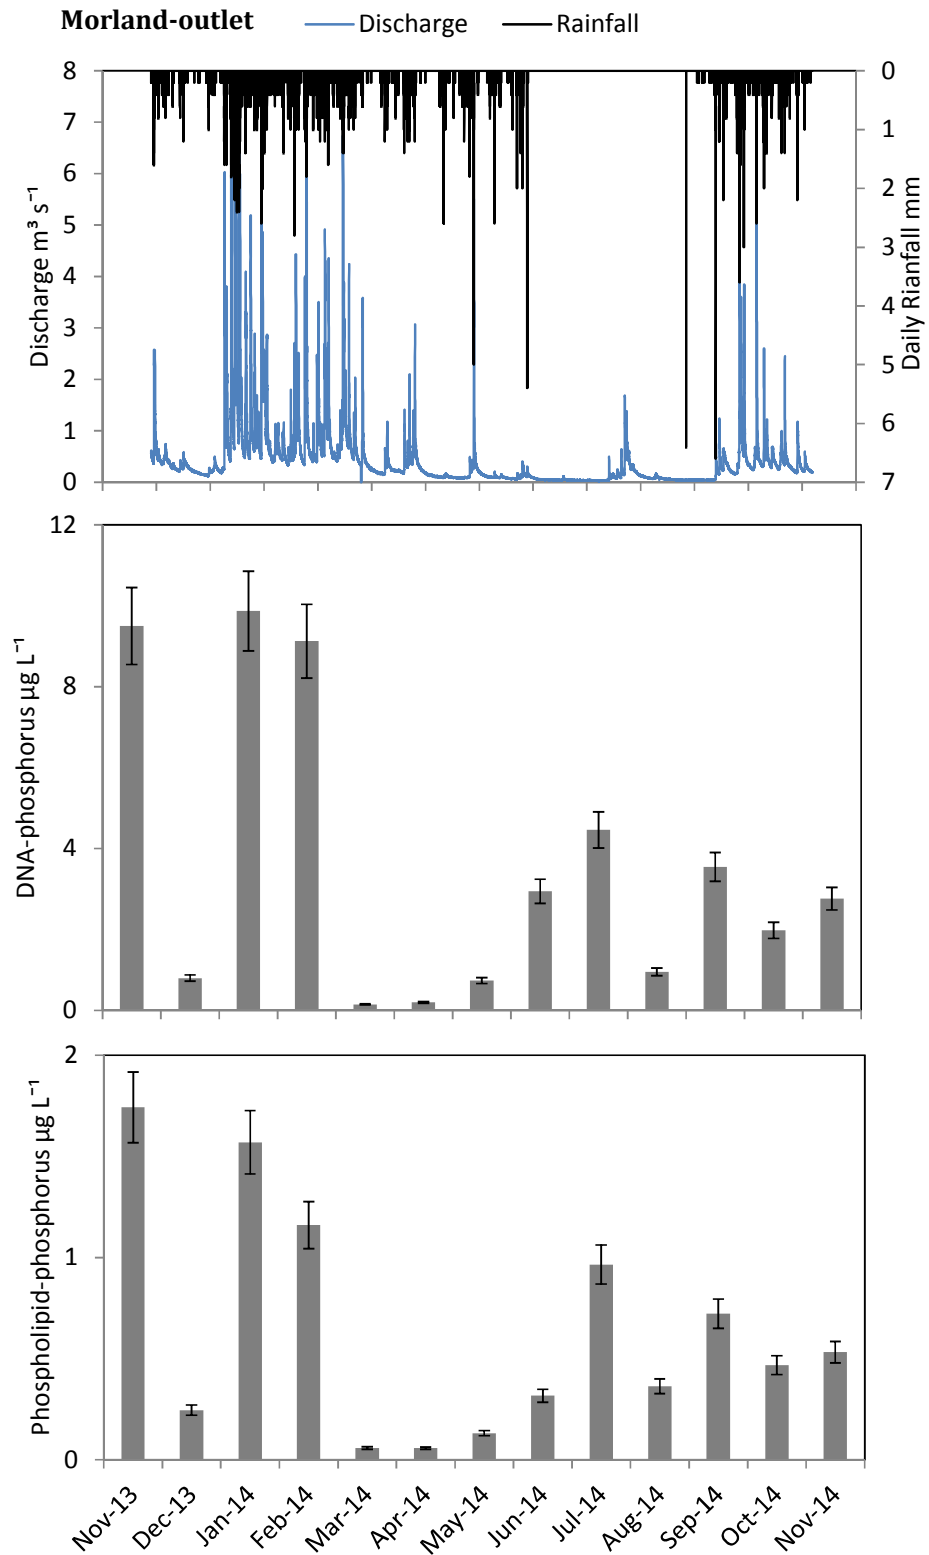 Morland-outlet
Discharge
Rainfall
Discharge m³ s⁻¹
8
7
6
5
4
3
2
1
0
Daily Rianfall mm
0
1
2
3
4
5
6
7
DNA-phosphorus µg L⁻¹
12
8
4
0
Phospholipid-phosphorus µg L⁻¹
2
1
0
Nov-13
Dec-13
Jan-14
Feb-14
Mar-14
Apr-14
May-14
Jun-14
Jul-14
Aug-14
Sep-14
Oct-14
Nov-14